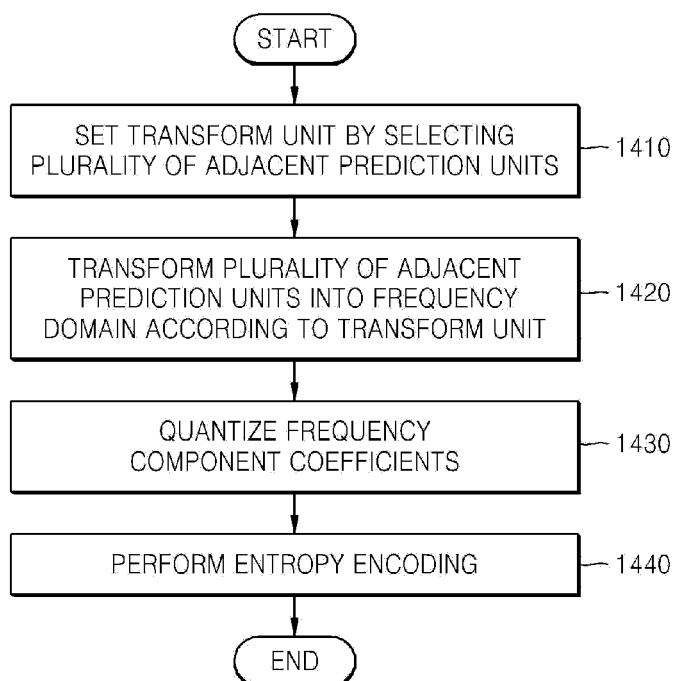 START
SET TRANSFORM UNIT BY SELECTING
PLURALITY OF ADJACENT PREDICTION UNITS
1410
TRANSFORM PLURALITY OF ADJACENT
PREDICTION UNITS INTO FREQUENCY
DOMAIN ACCORDING TO TRANSFORM UNIT
1420
QUANTIZE FREQUENCY
COMPONENT COEFFICIENTS
1430
PERFORM ENTROPY ENCODING
1440
END